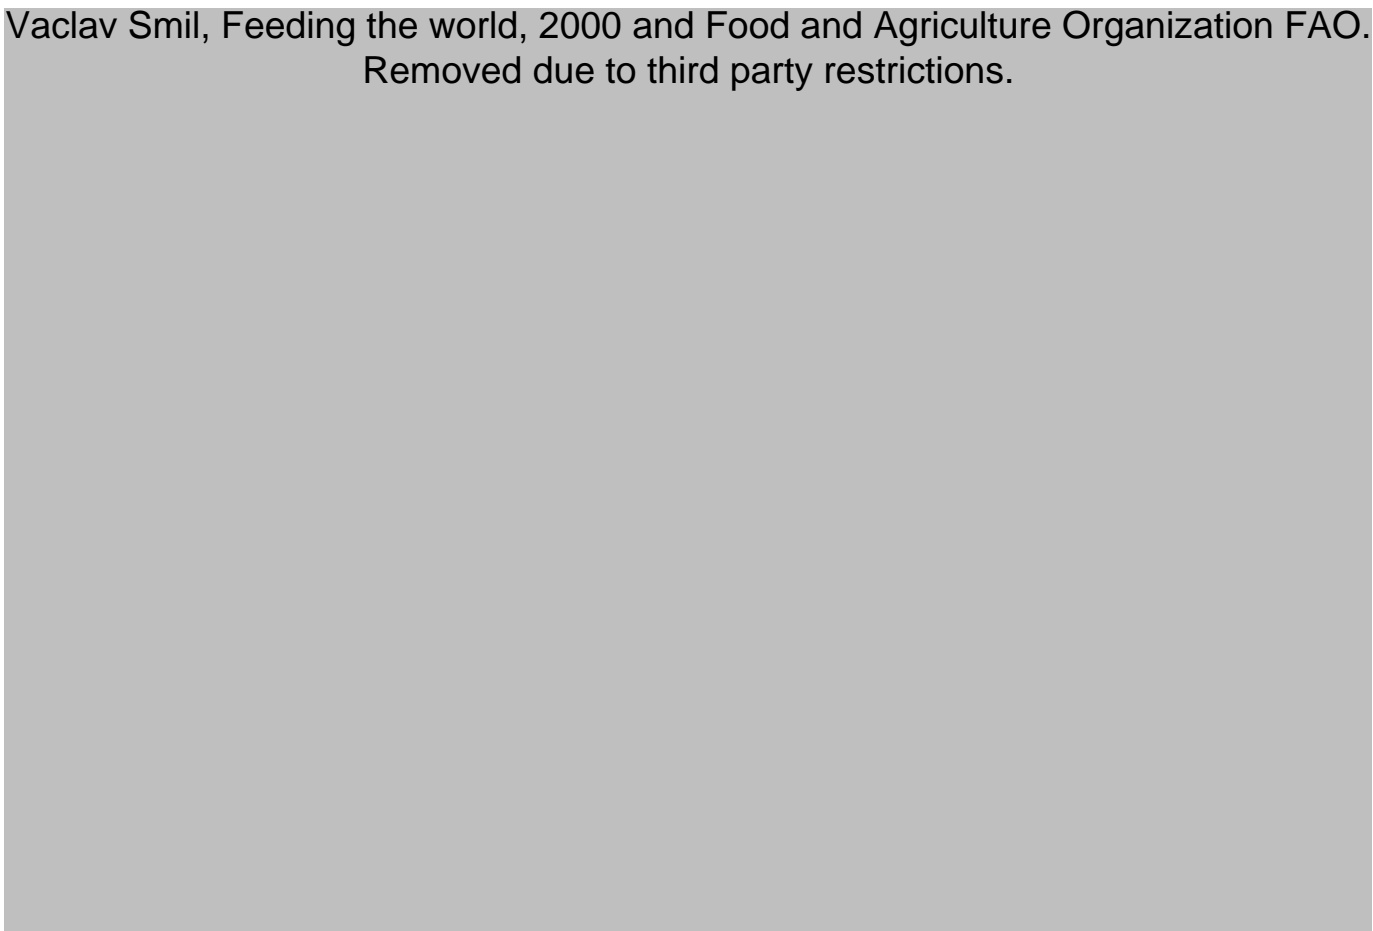 Vaclav Smil, Feeding the world, 2000 and Food and Agriculture Organization FAO.
Removed due to third party restrictions.